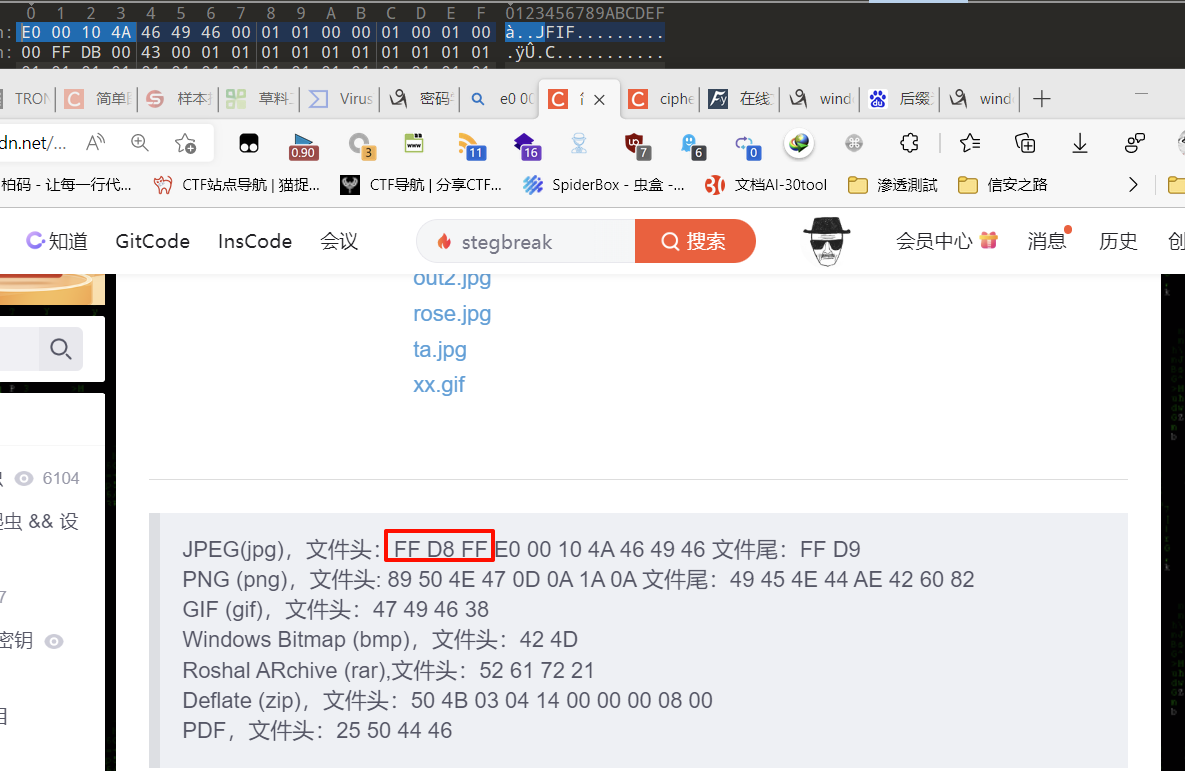 0 1 2 3 4 5 6 7 8 9 A B C D E F 0123456789ABCDEF
E0 00 10 4A 46 49 46 00 01 01 00 00 01 00 01 00 à..JFIF.........
00 FF DB 00 43 00 01 01 01 01 01 01 01 01 01 01 .ÿÛ.C...........
TRON 简单 样本 草料 Virus 密码 e0 00 ciphe 在线 wind 后缀 wind
dn.net/...
0.90 3 www 11 16 7 6 0
柏码 - 让每一行代... CTF站点导航 | 猫捉... CTF导航 | 分享CTF... SpiderBox - 虫盒 -... 文档AI-30tool 滲透測試 信安之路
知道 GitCode InsCode 会议 stegbreak 搜索 会员中心 消息 历史 创
out2.jpg
rose.jpg
ta.jpg
xx.gif
6104
爬虫 && 设
7
密钥
JPEG(jpg)，文件头：FF D8 FF E0 00 10 4A 46 49 46 文件尾：FF D9
PNG (png)，文件头: 89 50 4E 47 0D 0A 1A 0A 文件尾：49 45 4E 44 AE 42 60 82
GIF (gif)，文件头：47 49 46 38
Windows Bitmap (bmp)，文件头：42 4D
Roshal ARchive (rar),文件头：52 61 72 21
Deflate (zip)，文件头：50 4B 03 04 14 00 00 00 08 00
PDF，文件头：25 50 44 46